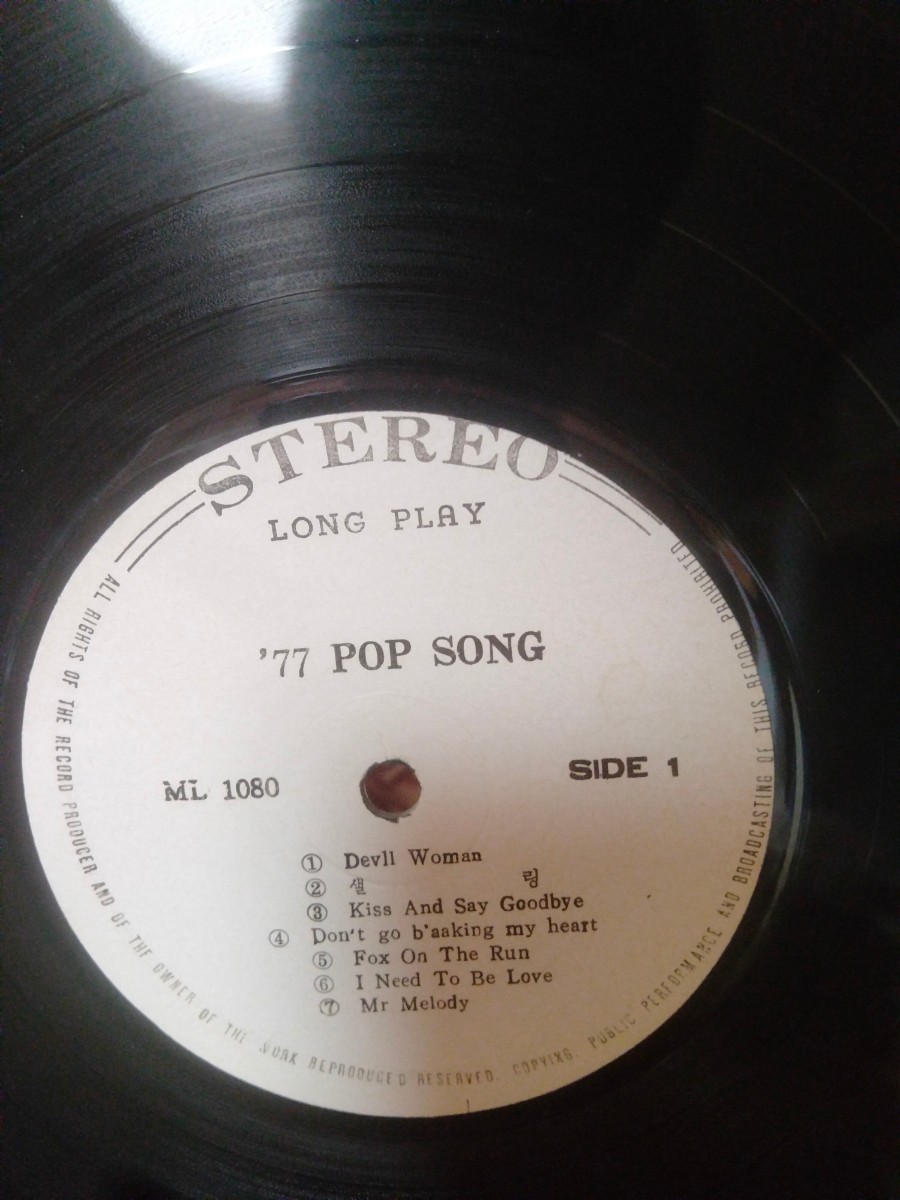 STEREO
LONG PLAY
'77 POP SONG
ML 1080
SIDE 1
① Devll Woman
② 샐 링
③ Kiss And Say Goodbye
④ Don't go b'aaking my heart
⑤ Fox On The Run
⑥ I Need To Be Love
⑦ Mr Melody
ALL RIGHTS OF THE RECORD PRODUCER AND OF THE OWNER OF THE WORK REPRODUCED RESERVED. COPYING. PUBLIC PERFORMANCE AND BROADCASTING OF THIS RECORD PROHIBITED